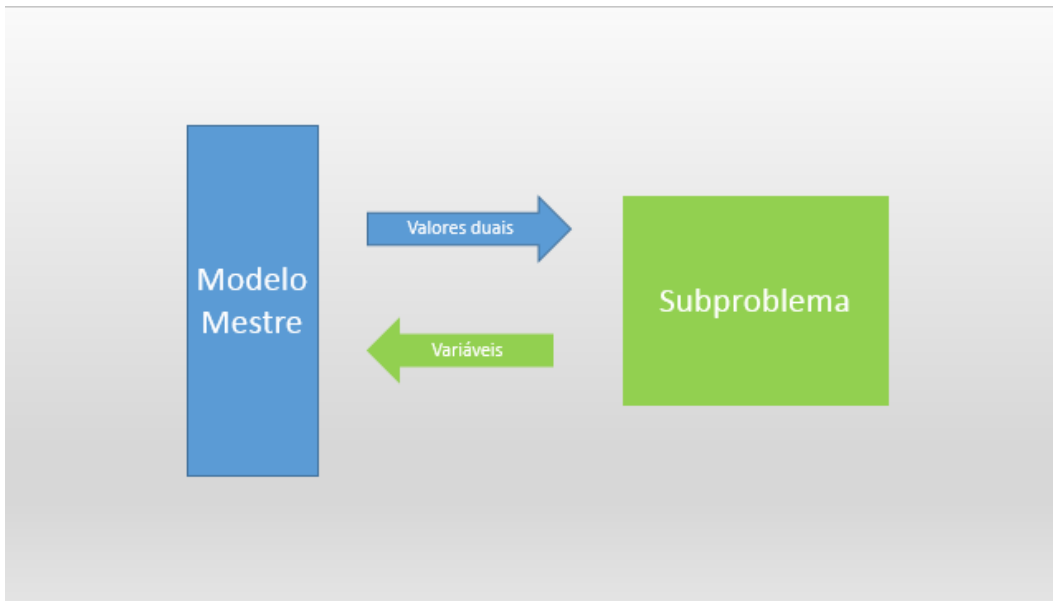 Modelo
Mestre
Valores duais
Variáveis
Subproblema